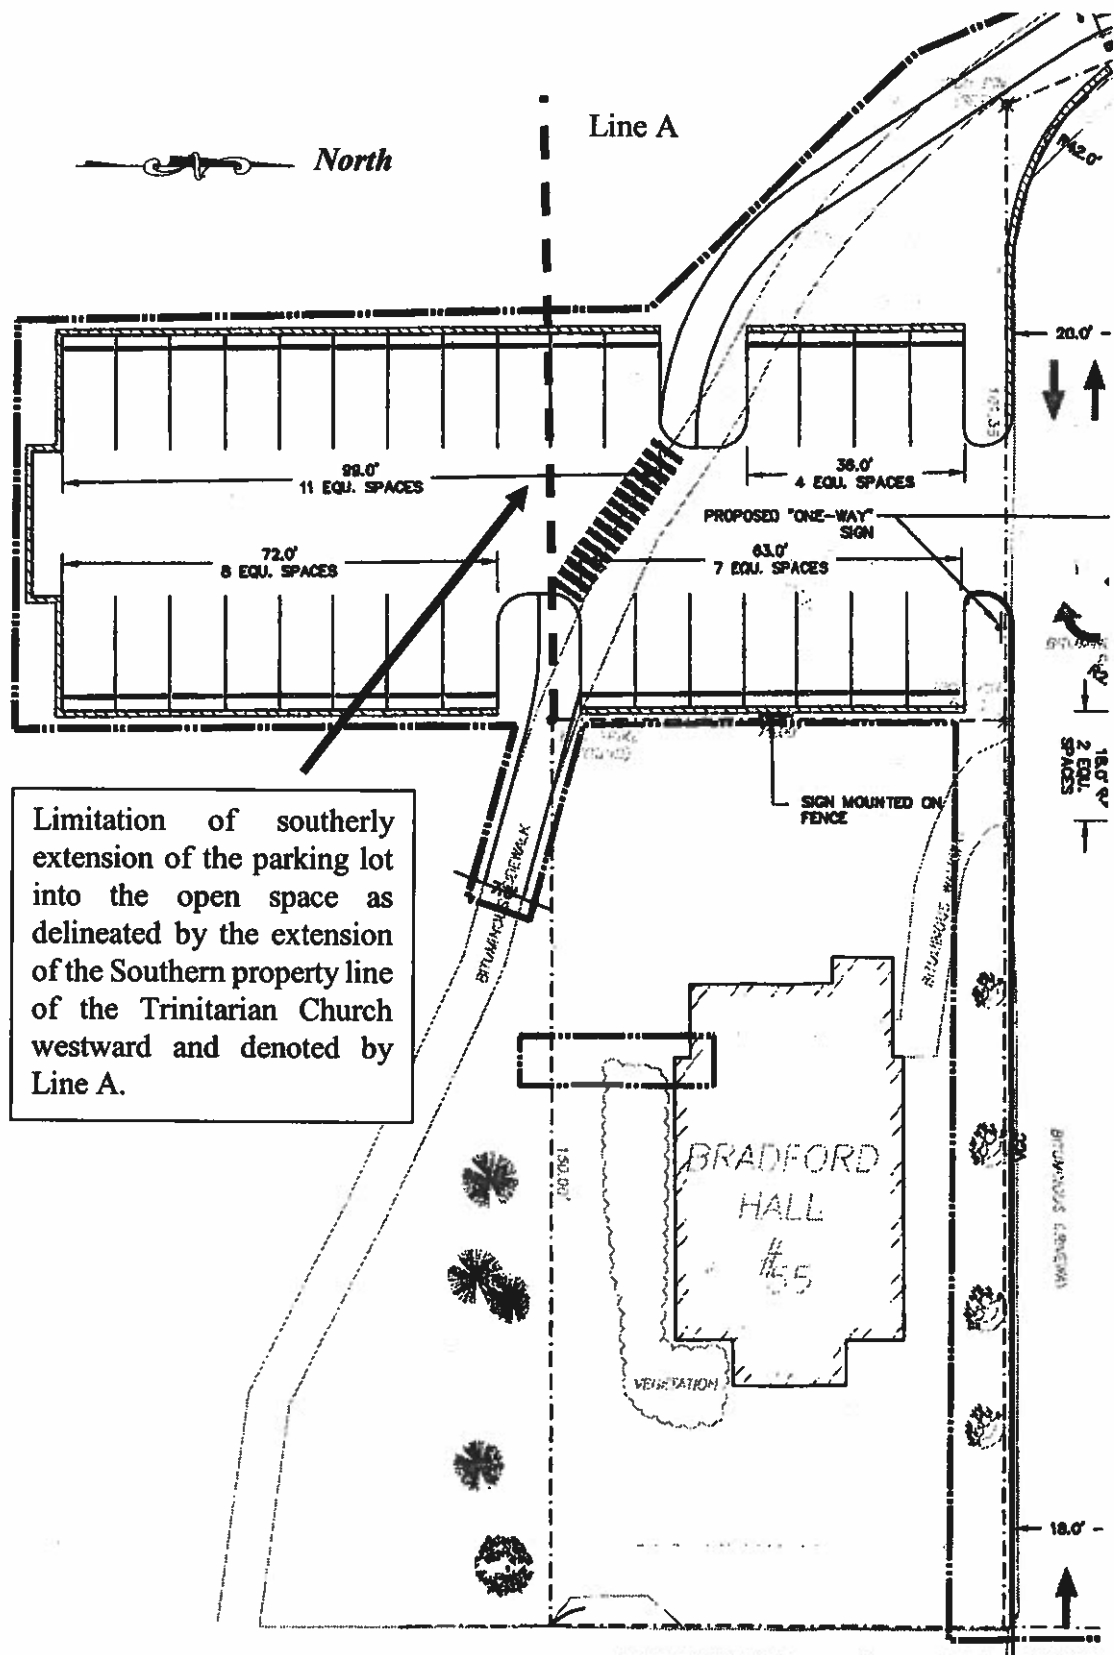 Line A
North
R42.0'
20.0'
99.0'
11 EQU. SPACES
36.0'
4 EQU. SPACES
PROPOSED "ONE-WAY"
SIGN
72.0'
8 EQU. SPACES
63.0'
7 EQU. SPACES
18.0'
2 EQU.
SPACES
SIGN MOUNTED ON
FENCE
Limitation of southerly
extension of the parking lot
into the open space as
delineated by the extension
of the Southern property line
of the Trinitarian Church
westward and denoted by
Line A.
BITUMINOUS SIDEWALK
BITUMINOUS WALKWAY
150.00'
BRADFORD
HALL
#55
VEGETATION
VGC
BITUMINOUS DRIVEWAY
18.0'